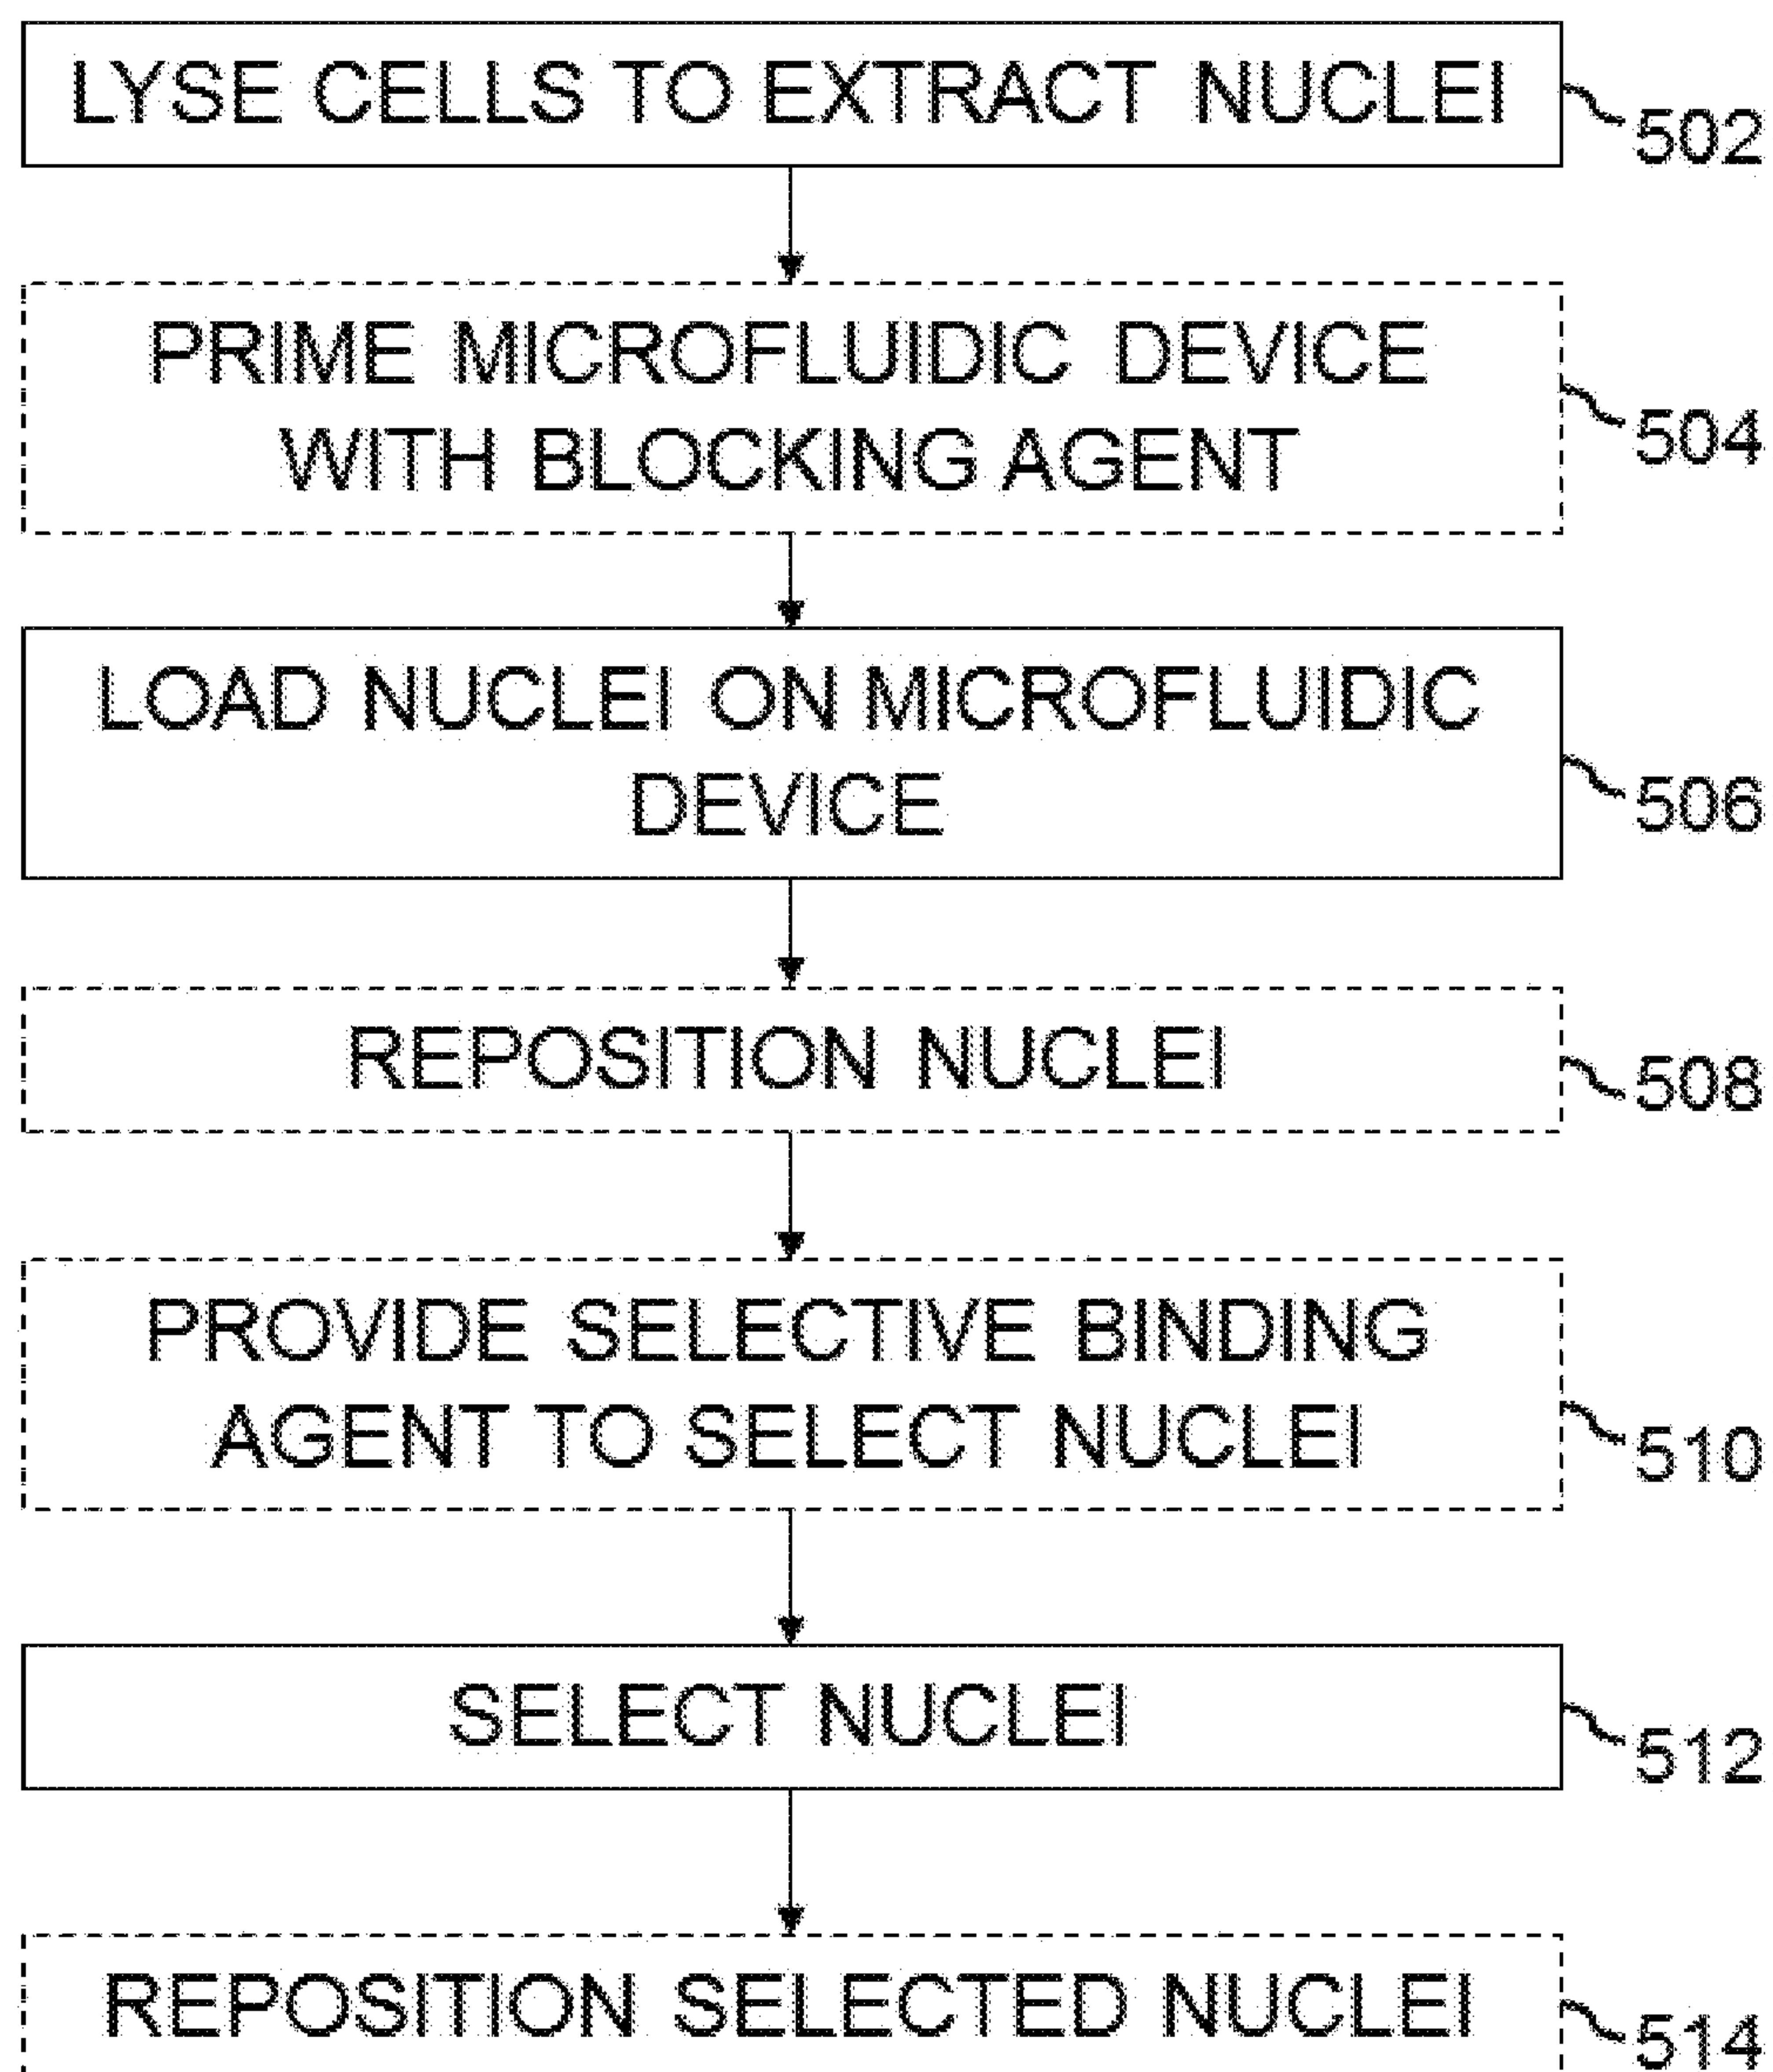 LYSE CELLS TO EXTRACT NUCLEI
502
PRIME MICROFLUIDIC DEVICE
WITH BLOCKING AGENT
504
LOAD NUCLEI ON MICROFLUIDIC
DEVICE
506
REPOSITION NUCLEI
508
PROVIDE SELECTIVE BINDING
AGENT TO SELECT NUCLEI
510
SELECT NUCLEI
512
REPOSITION SELECTED NUCLEI
514